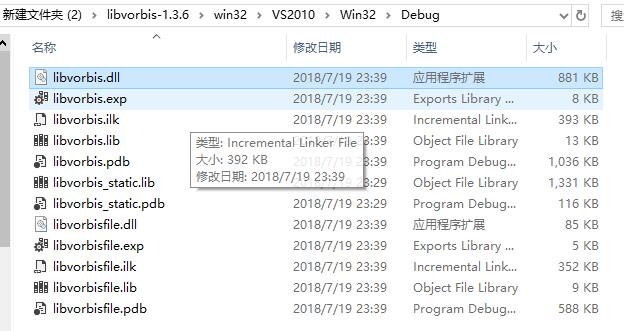 新建文件夹 (2) › libvorbis-1.3.6 › win32 › VS2010 › Win32 › Debug
名称 修改日期 类型 大小
libvorbis.dll 2018/7/19 23:39 应用程序扩展 881 KB
libvorbis.exp 2018/7/19 23:39 Exports Library ... 8 KB
libvorbis.ilk 2018/7/19 23:39 Incremental Link... 393 KB
libvorbis.lib :39 Object File Library 13 KB
类型: Incremental Linker File
libvorbis.pdb :39 Program Debug... 1,036 KB
大小: 392 KB
修改日期: 2018/7/19 23:39
libvorbis_static.lib :29 Object File Library 1,331 KB
libvorbis_static.pdb 2018/7/19 23:29 Program Debug... 116 KB
libvorbisfile.dll 2018/7/19 23:39 应用程序扩展 85 KB
libvorbisfile.exp 2018/7/19 23:39 Exports Library ... 5 KB
libvorbisfile.ilk 2018/7/19 23:39 Incremental Link... 352 KB
libvorbisfile.lib 2018/7/19 23:39 Object File Library 9 KB
libvorbisfile.pdb 2018/7/19 23:39 Program Debug... 588 KB